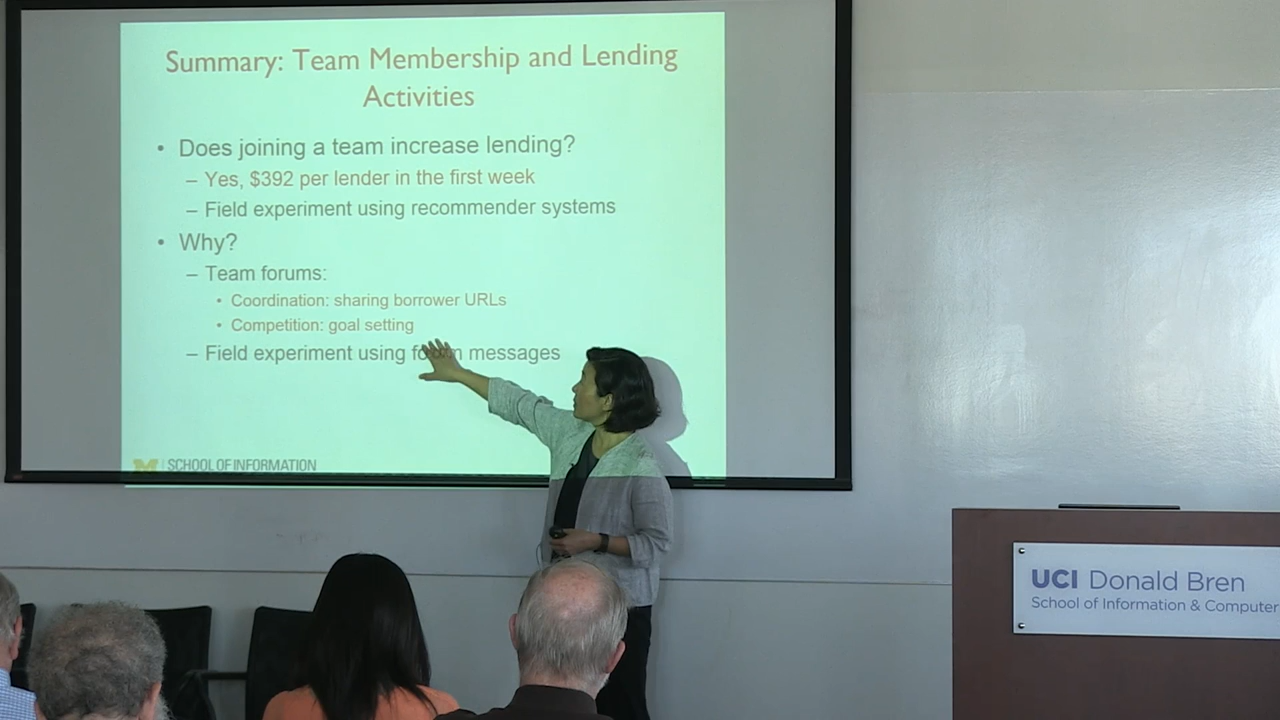 Summary: Team Membership and Lending
Activities
• Does joining a team increase lending?
– Yes, $392 per lender in the first week
– Field experiment using recommender systems
• Why?
– Team forums:
• Coordination: sharing borrower URLs
• Competition: goal setting
– Field experiment using forum messages
M SCHOOL OF INFORMATION
UCI Donald Bren
School of Information & Computer